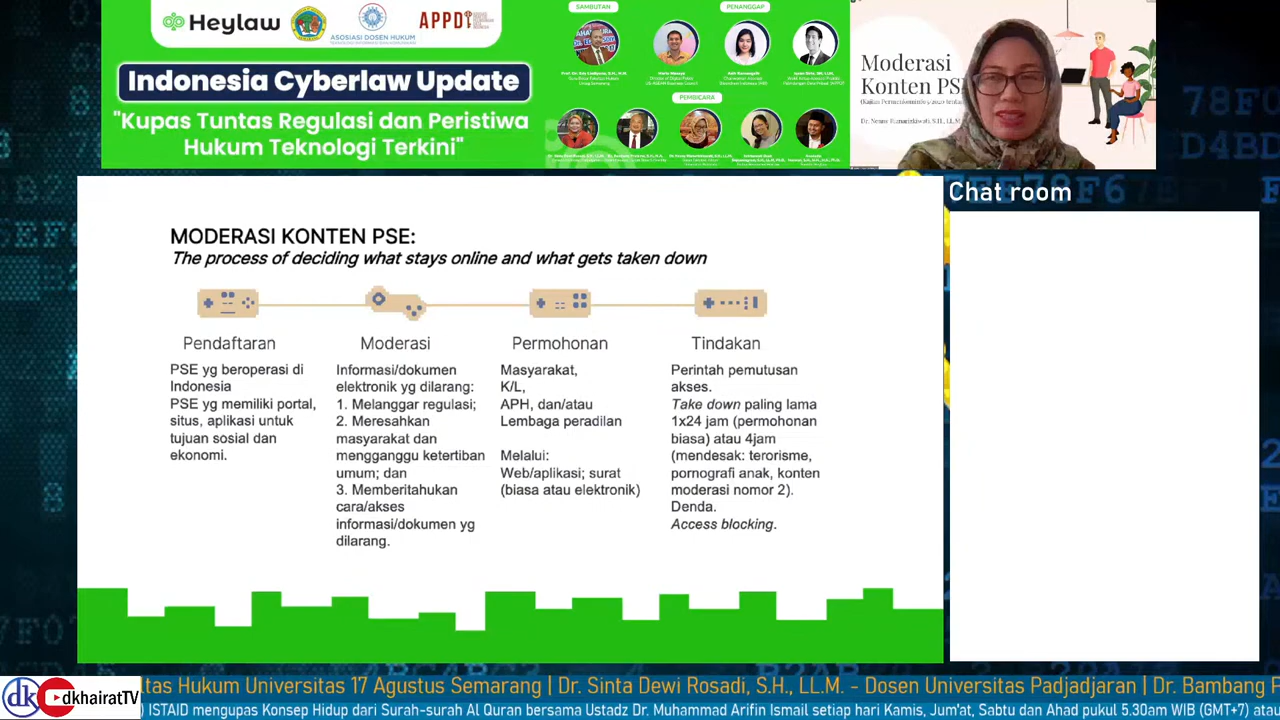 Heylaw
ASOSIASI DOSEN HUKUM
APPDI
Indonesia Cyberlaw Update
"Kupas Tuntas Regulasi dan Peristiwa
Hukum Teknologi Terkini"
SAMBUTAN
PENANGGAP
PEMBICARA
Moderasi
Konten PS
Chat room
MODERASI KONTEN PSE:
The process of deciding what stays online and what gets taken down
Pendaftaran
PSE yg beroperasi di
Indonesia
PSE yg memiliki portal,
situs, aplikasi untuk
tujuan sosial dan
ekonomi.
Moderasi
Informasi/dokumen
elektronik yg dilarang:
1. Melanggar regulasi;
2. Meresahkan
masyarakat dan
mengganggu ketertiban
umum; dan
3. Memberitahukan
cara/akses
informasi/dokumen yg
dilarang.
Permohonan
Masyarakat,
K/L,
APH, dan/atau
Lembaga peradilan
Melalui:
Web/aplikasi; surat
(biasa atau elektronik)
Tindakan
Perintah pemutusan
akses.
Take down paling lama
1x24 jam (permohonan
biasa) atau 4jam
(mendesak: terorisme,
pornografi anak, konten
moderasi nomor 2).
Denda.
Access blocking.
dk
dkhairatTV
ltas Hukum Universitas 17 Agustus Semarang | Dr. Sinta Dewi Rosadi, S.H., LL.M. - Dosen Universitas Padjadjaran | Dr. Bambang P
) ISTAID mengupas Konsep Hidup dari Surah-surah Al Quran bersama Ustadz Dr. Muhammad Arifin Ismail setiap hari Kamis, Jum'at, Sabtu dan Ahad pukul 5.30am WIB (GMT+7) atau